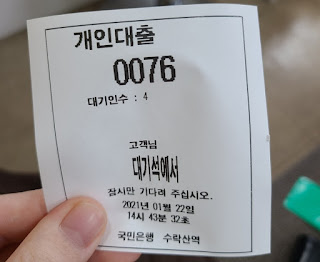 개인대출
0076
대기인수 : 4
고객님
대기석에서
잠시만 기다려 주십시오.
2021년 01월 22일
14시 43분 32초
국민은행 수락산역